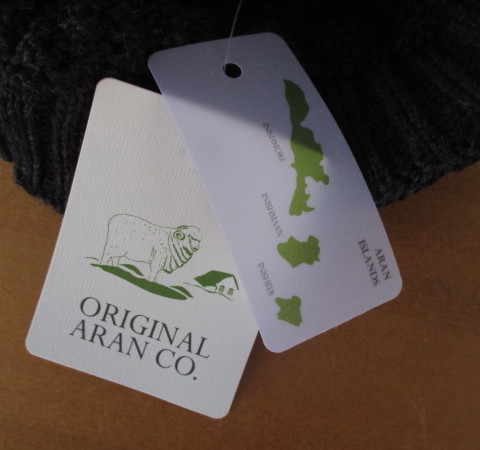 ORIGINAL
ARAN CO.
INISHMORE
INISHMAAN
INISHEER
ARAN
ISLANDS